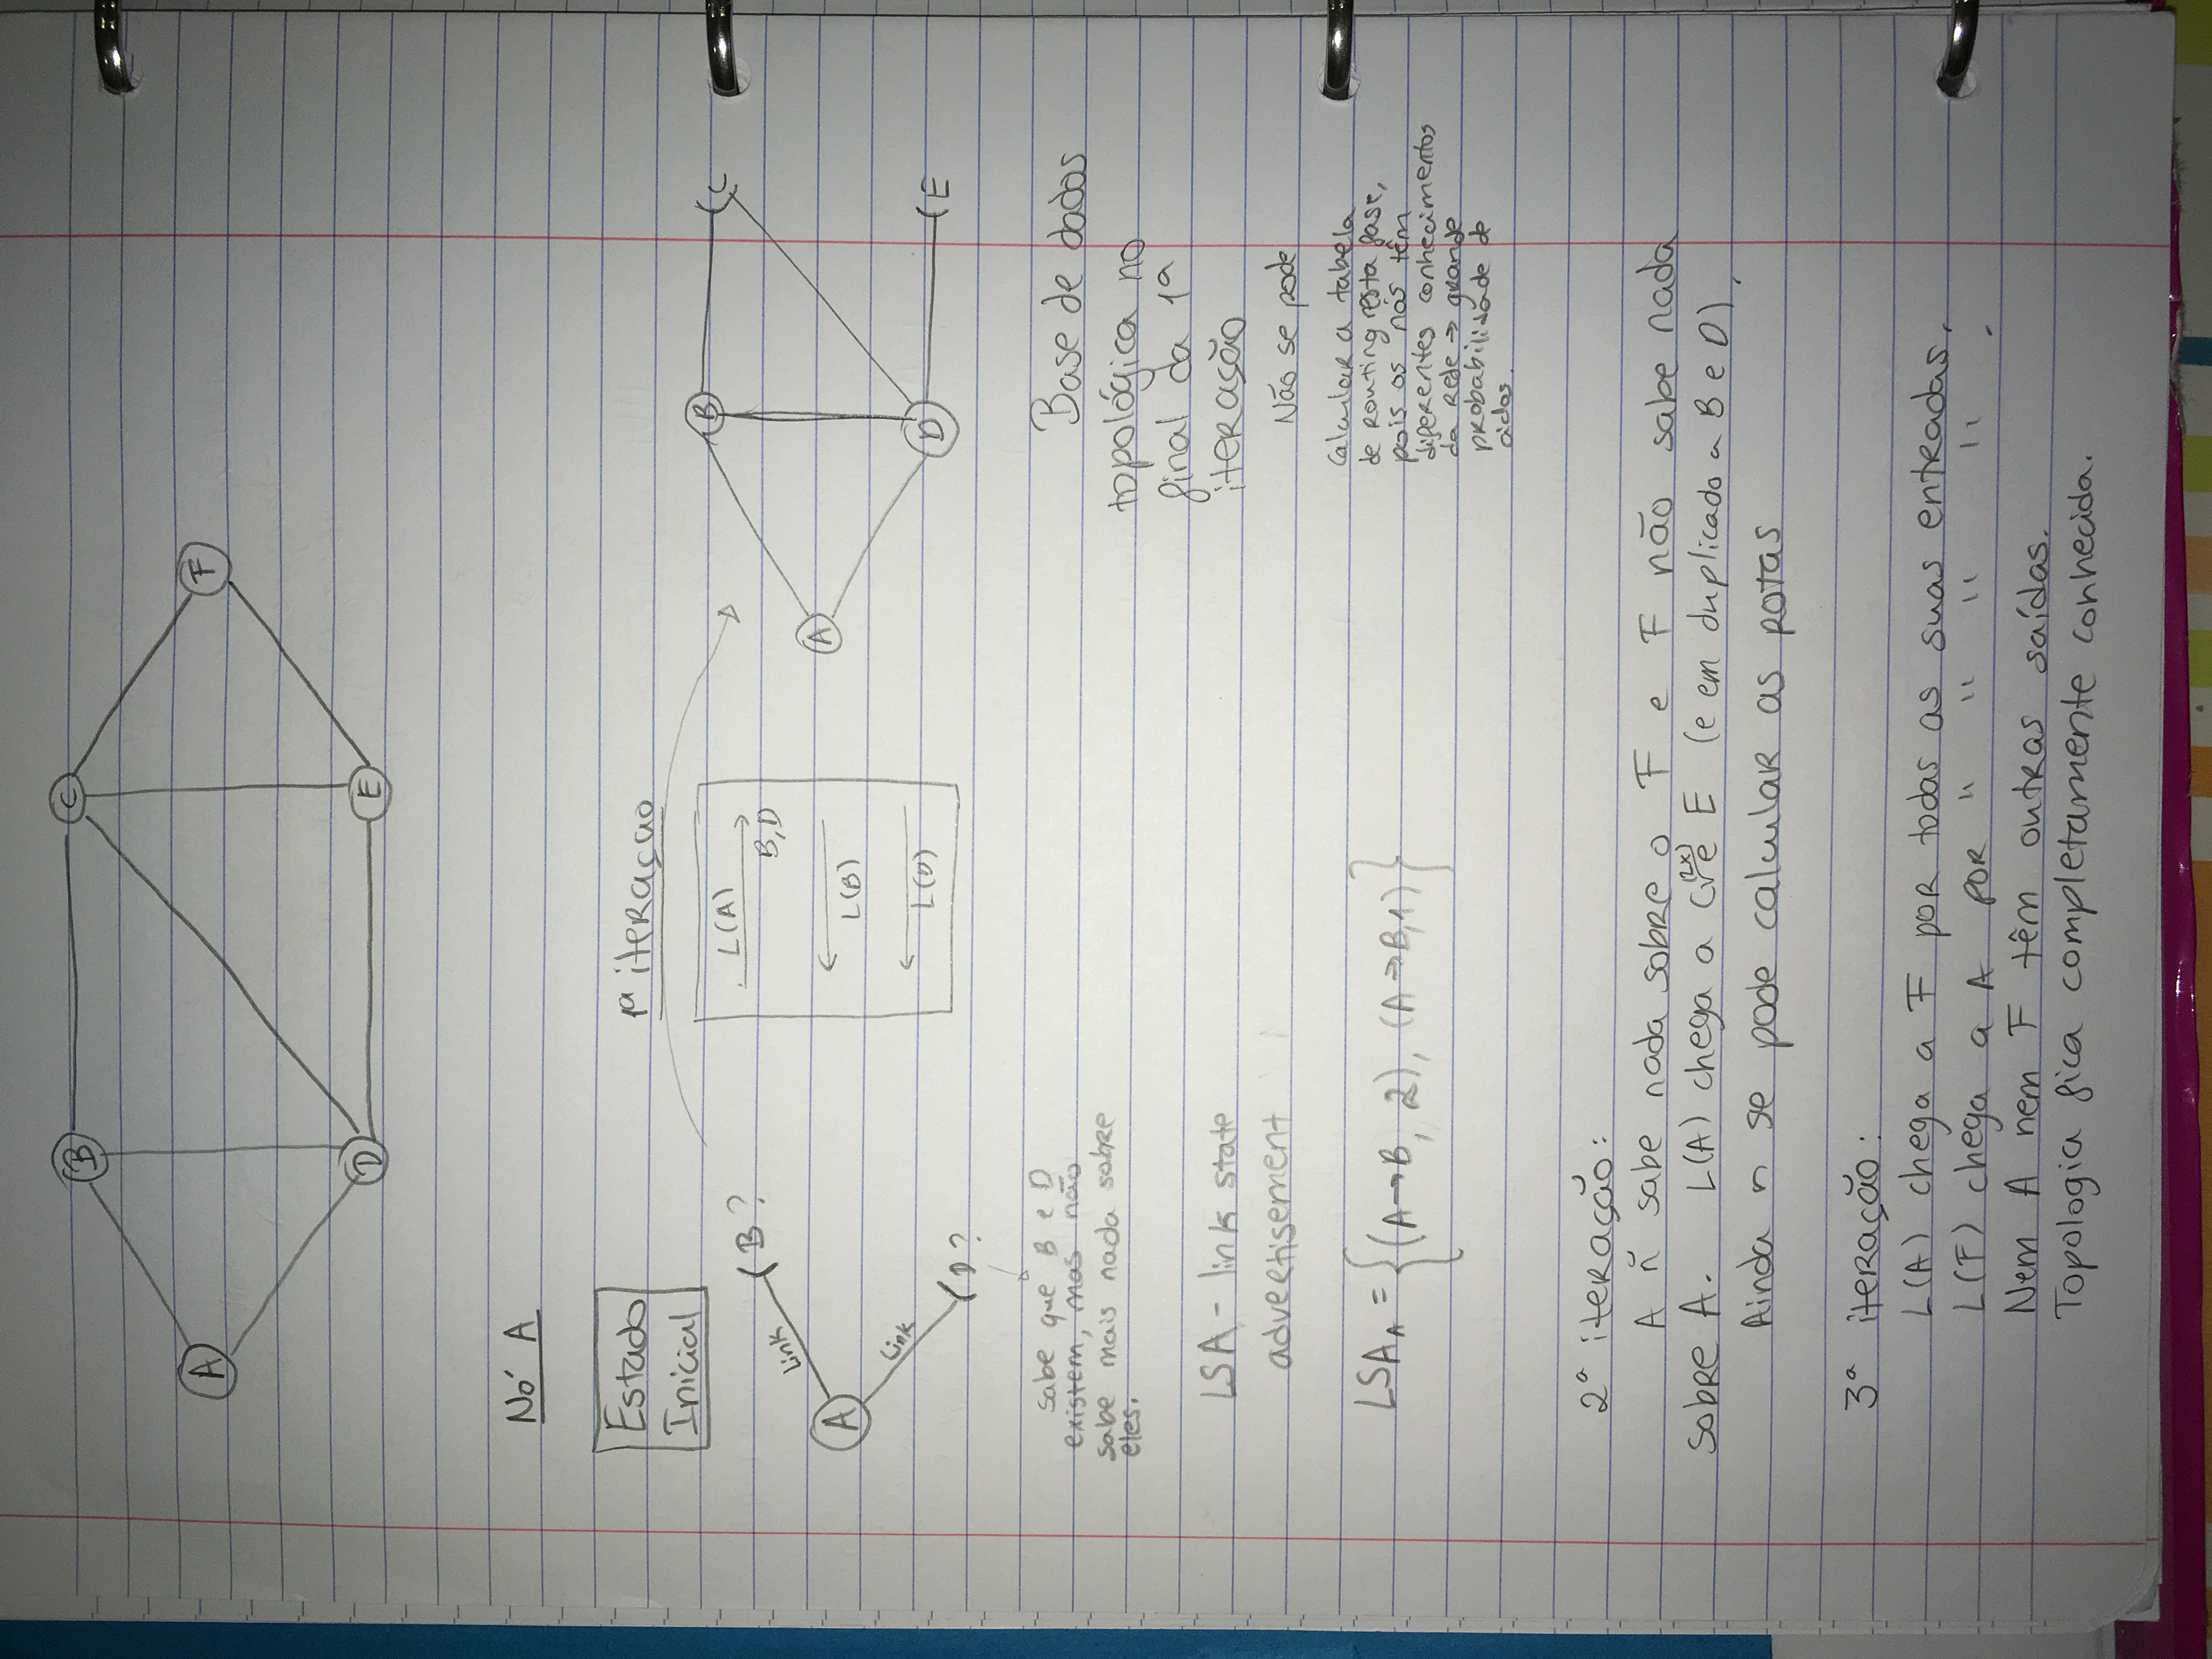 B
C
A
F
D
E
Nó A
Estado
Inicial
1ª iteração
Link
B?
A
Link
D?
L(A)
B,D
L(B)
L(D)
B
C
A
D
E
sabe que B e D
existem, mas não
sabe mais nada sobre
eles.
LSA - link state
advertisement
LSA_A = {(A→B, 2), (A→B,1)}
Base de dados
topológica no
final da 1ª
iteração
Não se pode
calcular a tabela
de routing nesta fase,
pois os nós têm
diferentes conhecimentos
da rede → grande
probabilidade de
ciclos.
2ª iteração:
A ñ sabe nada sobre o F e F não sabe nada
sobre A. L(A) chega a C (2x) e E (e em duplicado a B e D).
Ainda n se pode calcular as rotas
3ª iteração:
L(A) chega a F por todas as suas entradas.
L(F) chega a A por " " " " .
Nem A nem F têm outras saídas.
Topologia fica completamente conhecida.